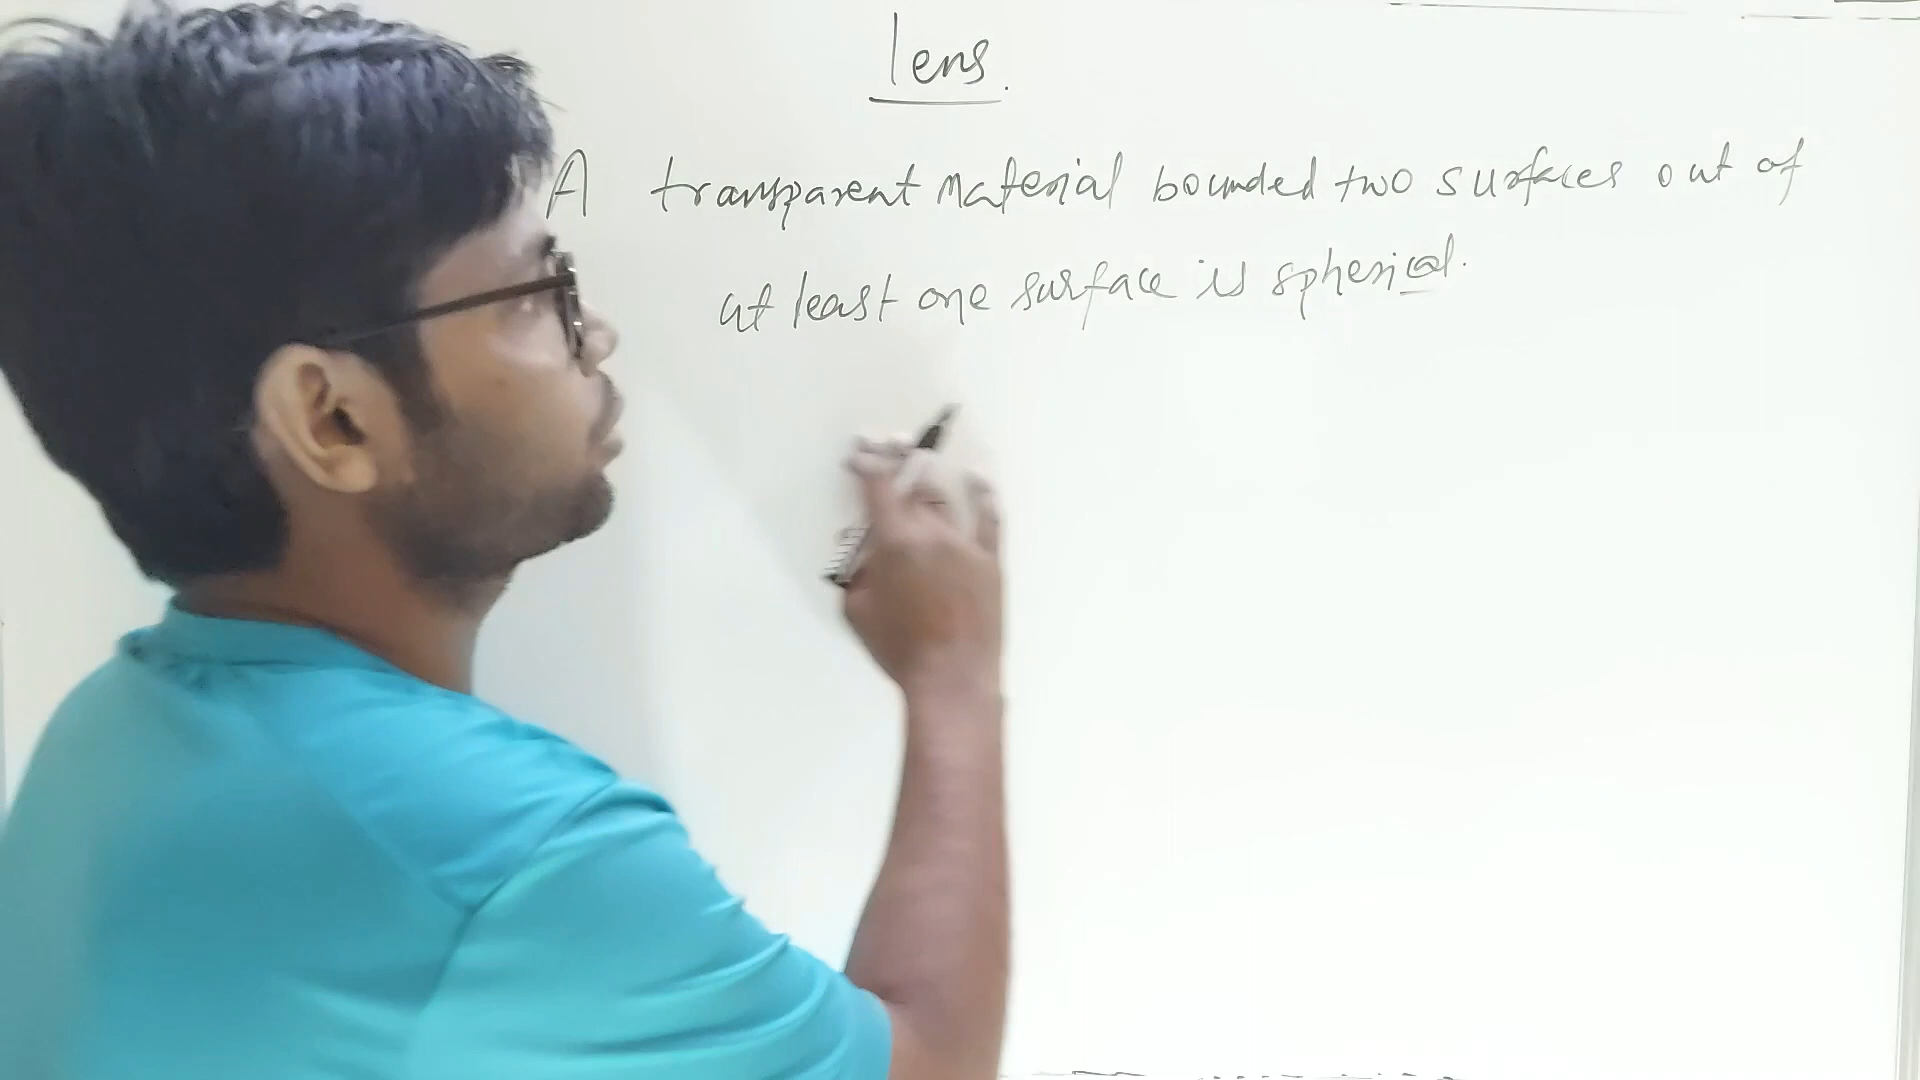 lens.
A transparent material bounded two surfaces out of
at least one surface is spherical.